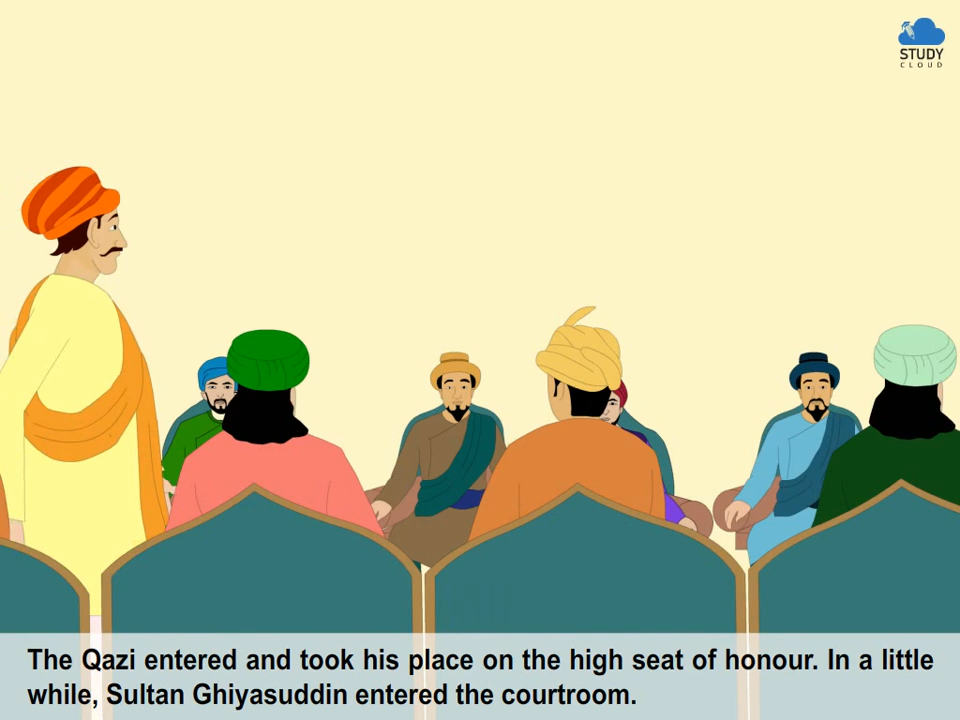 STUDY
CLOUD
The Qazi entered and took his place on the high seat of honour. In a little
while, Sultan Ghiyasuddin entered the courtroom.